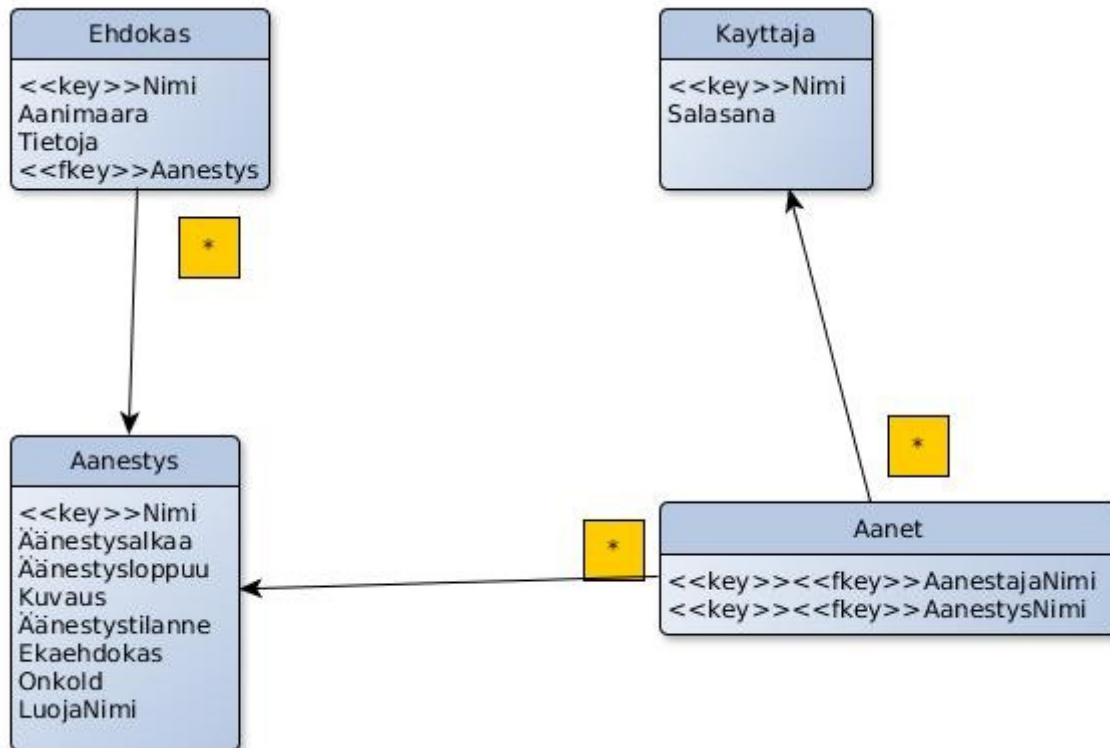 Ehdokas
<<key>>Nimi
Aanimaara
Tietoja
<<fkey>>Aanestys
*
Kayttaja
<<key>>Nimi
Salasana
*
Aanestys
<<key>>Nimi
Äänestysalkaa
Äänestysloppuu
Kuvaus
Äänestystilanne
Ekaehdokas
Onkold
LuojaNimi
*
Aanet
<<key>><<fkey>>AanestajaNimi
<<key>><<fkey>>AanestysNimi